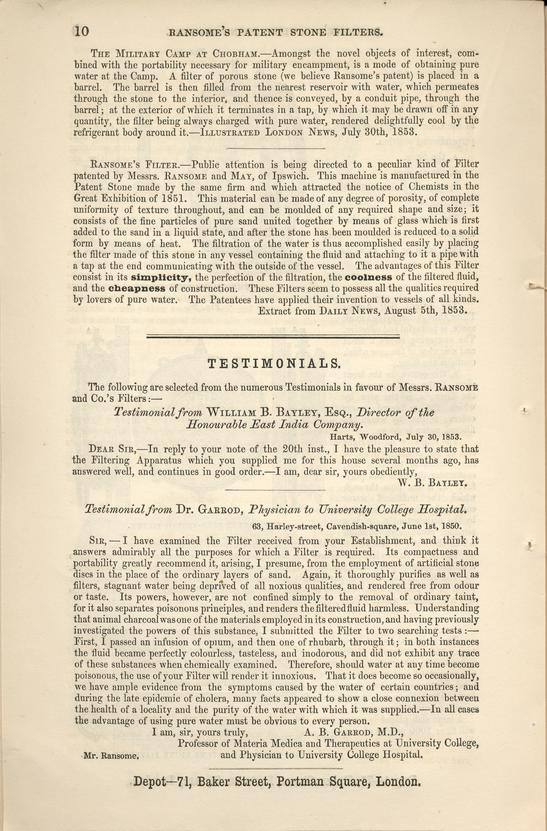 10 RANSOME'S PATENT STONE FILTERS.
THE MILITARY CAMP AT CHOBHAM.—Amongst the novel objects of interest, com-
bined with the portability necessary for military encampment, is a mode of obtaining pure
water at the Camp. A filter of porous stone (we believe Ransome's patent) is placed in a
barrel. The barrel is then filled from the nearest reservoir with water, which permeates
through the stone to the interior, and thence is conveyed, by a conduit pipe, through the
barrel; at the exterior of which it terminates in a tap, by which it may be drawn off in any
quantity, the filter being always charged with pure water, rendered delightfully cool by the
refrigerant body around it.—ILLUSTRATED LONDON NEWS, July 30th, 1853.
RANSOME'S FILTER.—Public attention is being directed to a peculiar kind of Filter
patented by Messrs. RANSOME and MAY, of Ipswich. This machine is manufactured in the
Patent Stone made by the same firm and which attracted the notice of Chemists in the
Great Exhibition of 1851. This material can be made of any degree of porosity, of complete
uniformity of texture throughout, and can be moulded of any required shape and size; it
consists of the fine particles of pure sand united together by means of glass which is first
added to the sand in a liquid state, and after the stone has been moulded is reduced to a solid
form by means of heat. The filtration of the water is thus accomplished easily by placing
the filter made of this stone in any vessel containing the fluid and attaching to it a pipe with
a tap at the end communicating with the outside of the vessel. The advantages of this Filter
consist in its simplicity, the perfection of the filtration, the coolness of the filtered fluid,
and the cheapness of construction. These Filters seem to possess all the qualities required
by lovers of pure water. The Patentees have applied their invention to vessels of all kinds.
Extract from DAILY NEWS, August 5th, 1853.
TESTIMONIALS.
The following are selected from the numerous Testimonials in favour of Messrs. RANSOME
and Co.'s Filters:—
Testimonial from WILLIAM B. BAYLEY, ESQ., Director of the
Honourable East India Company.
Harts, Woodford, July 30, 1853.
DEAR SIR,—In reply to your note of the 20th inst., I have the pleasure to state that
the Filtering Apparatus which you supplied me for this house several months ago, has
answered well, and continues in good order.—I am, dear sir, yours obediently,
W. B. BAYLEY.
Testimonial from Dr. GARROD, Physician to University College Hospital.
63, Harley-street, Cavendish-square, June 1st, 1850.
SIR,—I have examined the Filter received from your Establishment, and think it
answers admirably all the purposes for which a Filter is required. Its compactness and
portability greatly recommend it, arising, I presume, from the employment of artificial stone
discs in the place of the ordinary layers of sand. Again, it thoroughly purifies as well as
filters, stagnant water being deprived of all noxious qualities, and rendered free from odour
or taste. Its powers, however, are not confined simply to the removal of ordinary taint,
for it also separates poisonous principles, and renders the filtered fluid harmless. Understanding
that animal charcoal was one of the materials employed in its construction, and having previously
investigated the powers of this substance, I submitted the Filter to two searching tests:—
First, I passed an infusion of opium, and then one of rhubarb, through it; in both instances
the fluid became perfectly colourless, tasteless, and inodorous, and did not exhibit any trace
of these substances when chemically examined. Therefore, should water at any time become
poisonous, the use of your Filter will render it innoxious. That it does become so occasionally,
we have ample evidence from the symptoms caused by the water of certain countries; and
during the late epidemic of cholera, many facts appeared to show a close connexion between
the health of a locality and the purity of the water with which it was supplied.—In all cases
the advantage of using pure water must be obvious to every person.
I am, sir, yours truly, A. B. GARROD, M.D.,
Professor of Materia Medica and Therapeutics at University College,
Mr. Ransome, and Physician to University College Hospital.
Depot—71, Baker Street, Portman Square, London.